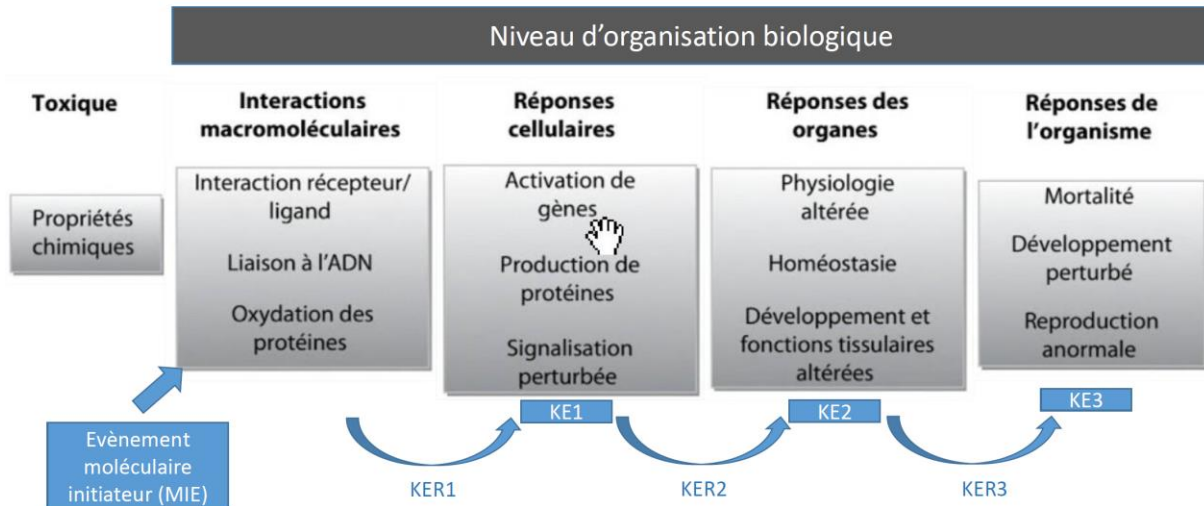 Niveau d'organisation biologique
Toxique
Interactions
macromoléculaires
Réponses
cellulaires
Réponses des
organes
Réponses de
l'organisme
Propriétés
chimiques
Interaction récepteur/
ligand
Liaison à l'ADN
Oxydation des
protéines
Activation de
gènes
Production de
protéines
Signalisation
perturbée
Physiologie
altérée
Homéostasie
Développement et
fonctions tissulaires
altérées
Mortalité
Développement
perturbé
Reproduction
anormale
KE1
KE2
KE3
Evènement
moléculaire
initiateur (MIE)
KER1
KER2
KER3